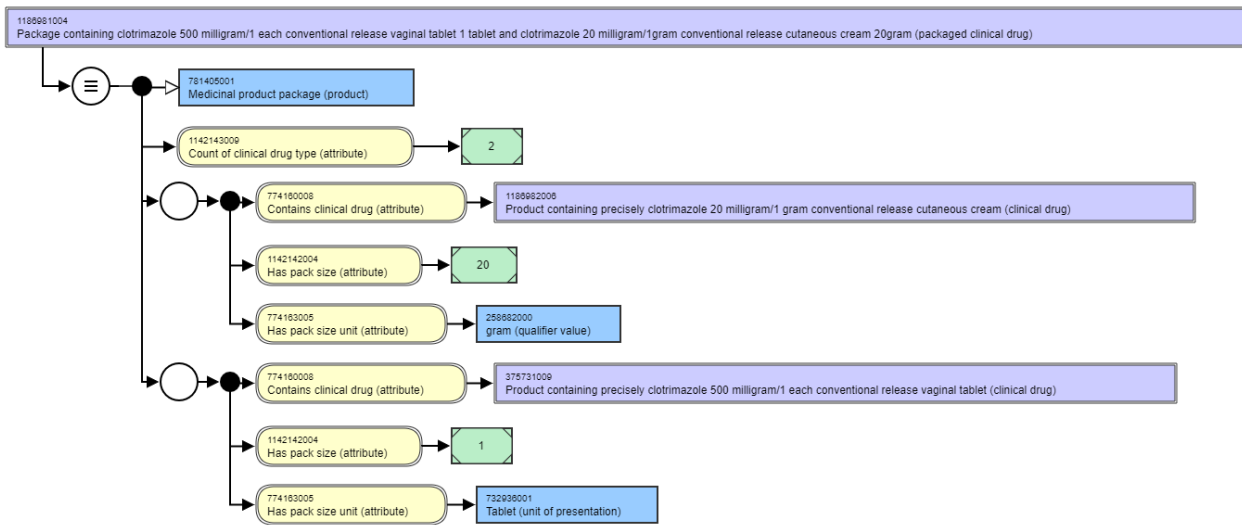 1186981004
Package containing clotrimazole 500 milligram/1 each conventional release vaginal tablet 1 tablet and clotrimazole 20 milligram/1gram conventional release cutaneous cream 20gram (packaged clinical drug)
781405001
Medicinal product package (product)
1142143009
Count of clinical drug type (attribute)
2
774160008
Contains clinical drug (attribute)
1186982006
Product containing precisely clotrimazole 20 milligram/1 gram conventional release cutaneous cream (clinical drug)
1142142004
Has pack size (attribute)
20
774163005
Has pack size unit (attribute)
258682000
gram (qualifier value)
774160008
Contains clinical drug (attribute)
375731009
Product containing precisely clotrimazole 500 milligram/1 each conventional release vaginal tablet (clinical drug)
1142142004
Has pack size (attribute)
1
774163005
Has pack size unit (attribute)
732936001
Tablet (unit of presentation)